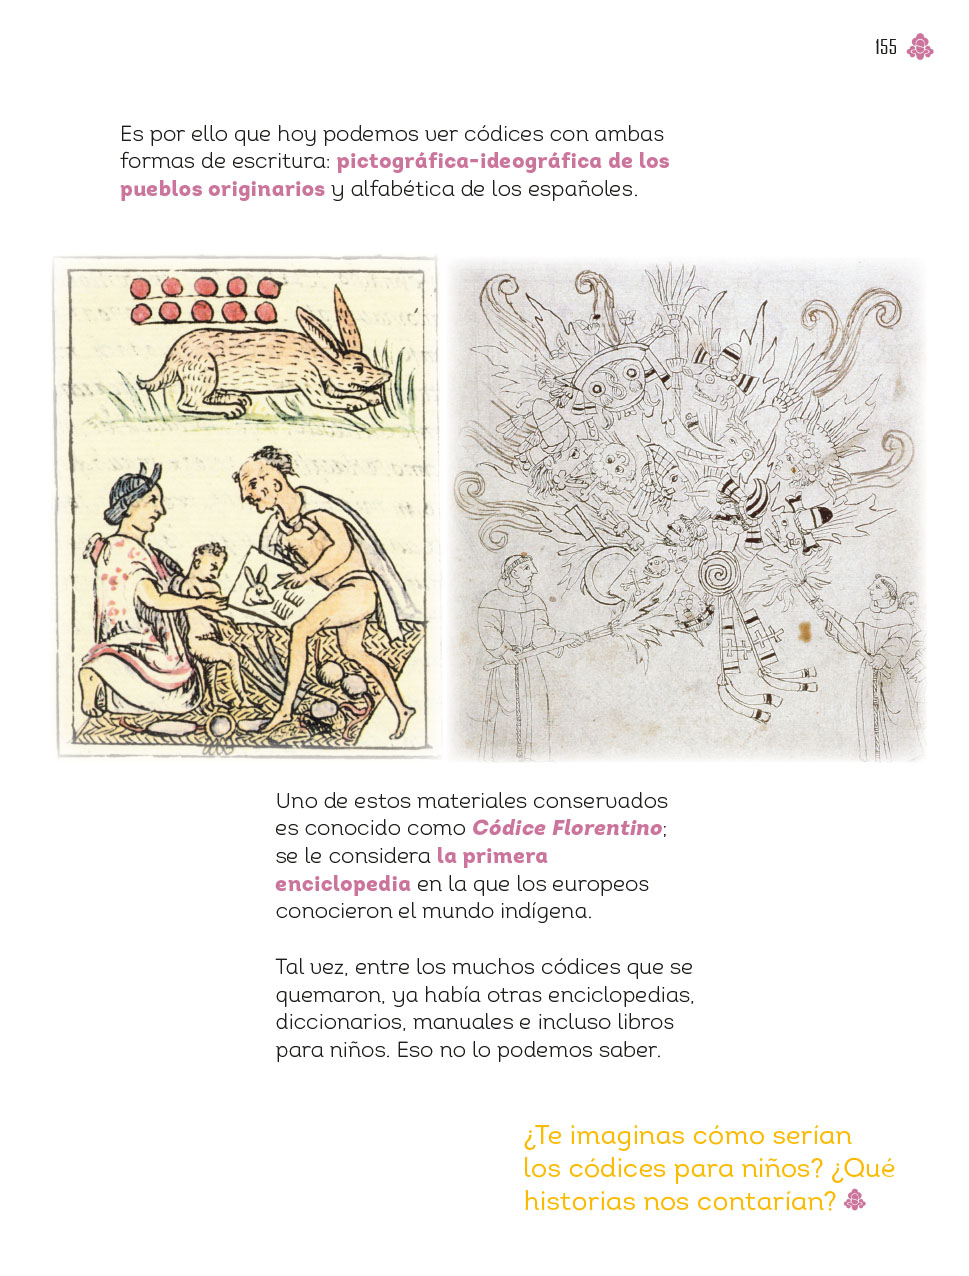 155
Es por ello que hoy podemos ver códices con ambas
formas de escritura: pictográfica-ideográfica de los
pueblos originarios y alfabética de los españoles.
Uno de estos materiales conservados
es conocido como Códice Florentino;
se le considera la primera
enciclopedia en la que los europeos
conocieron el mundo indígena.
Tal vez, entre los muchos códices que se
quemaron, ya había otras enciclopedias,
diccionarios, manuales e incluso libros
para niños. Eso no lo podemos saber.
¿Te imaginas cómo serían
los códices para niños? ¿Qué
historias nos contarían?